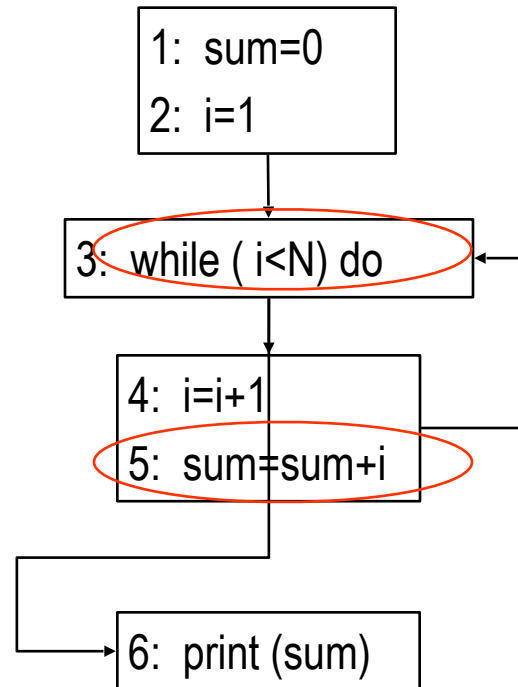 1: sum=0
2: i=1
3: while ( i<N) do
4: i=i+1
5: sum=sum+i
6: print (sum)